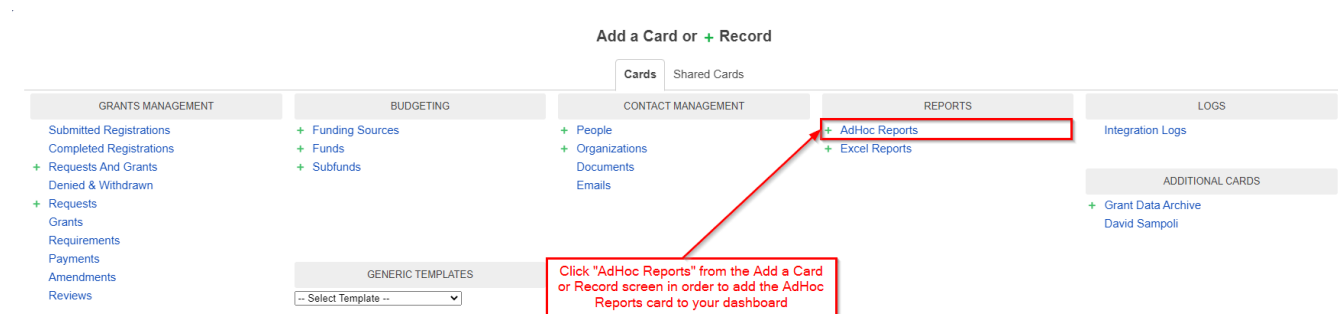 Add a Card or + Record
Cards Shared Cards
GRANTS MANAGEMENT
Submitted Registrations
Completed Registrations
+ Requests And Grants
Denied & Withdrawn
+ Requests
Grants
Requirements
Payments
Amendments
Reviews
BUDGETING
+ Funding Sources
+ Funds
+ Subfunds
GENERIC TEMPLATES
-- Select Template --
CONTACT MANAGEMENT
+ People
+ Organizations
Documents
Emails
REPORTS
+ AdHoc Reports
+ Excel Reports
Click "AdHoc Reports" from the Add a Card
or Record screen in order to add the AdHoc
Reports card to your dashboard
LOGS
Integration Logs
ADDITIONAL CARDS
+ Grant Data Archive
David Sampoli